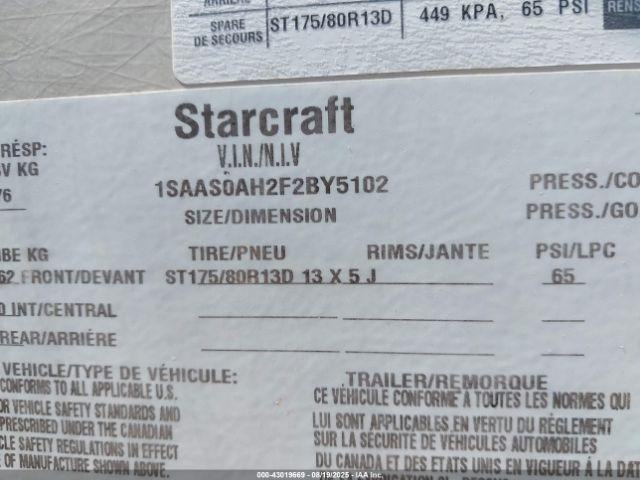 ARRIÈRE
SPARE
DE SECOURS
ST175/80R13D
449 KPA, 65 PSI
RENS
Starcraft
V.I.N./N.I.V
RÉSP:
V KG
1SAAS0AH2F2BY5102
PRESS./CO
SIZE/DIMENSION
PRESS./GO
KG
TIRE/PNEU RIMS/JANTE PSI/LPC
62 FRONT/DEVANT ST175/80R13D 13 X 5 J 65
INT/CENTRAL
REAR/ARRIÈRE
VEHICLE/TYPE DE VÉHICULE: TRAILER/REMORQUE
CONFORMS TO ALL APPLICABLE U.S.
CE VÉHICULE CONFORME A TOUTES LES NORMES QUI
VEHICLE SAFETY STANDARDS AND
LUI SONT APPLICABLES EN VERTU DU RÈGLEMENT
PRESCRIBED UNDER THE CANADIAN
SUR LA SÉCURITÉ DE VÉHICULES AUTOMOBILES
SAFETY REGULATIONS IN EFFECT
DU CANADA ET DES ETATS UNIS EN VIGUEUR À LA DAT
OF MANUFACTURE SHOWN ABOVE.
000-43019669 - 08/19/2025 - IAA, Inc.